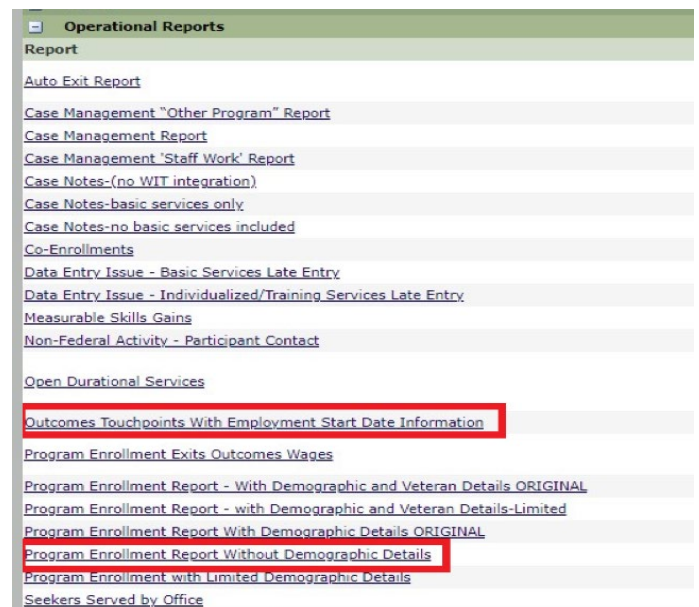 Operational Reports
Report
Auto Exit Report
Case Management “Other Program” Report
Case Management Report
Case Management 'Staff Work' Report
Case Notes-(no WIT integration)
Case Notes-basic services only
Case Notes-no basic services included
Co-Enrollments
Data Entry Issue - Basic Services Late Entry
Data Entry Issue - Individualized/Training Services Late Entry
Measurable Skills Gains
Non-Federal Activity - Participant Contact
Open Durational Services
Outcomes Touchpoints With Employment Start Date Information
Program Enrollment Exits Outcomes Wages
Program Enrollment Report - With Demographic and Veteran Details ORIGINAL
Program Enrollment Report - with Demographic and Veteran Details-Limited
Program Enrollment Report With Demographic Details ORIGINAL
Program Enrollment Report Without Demographic Details
Program Enrollment with Limited Demographic Details
Seekers Served by Office